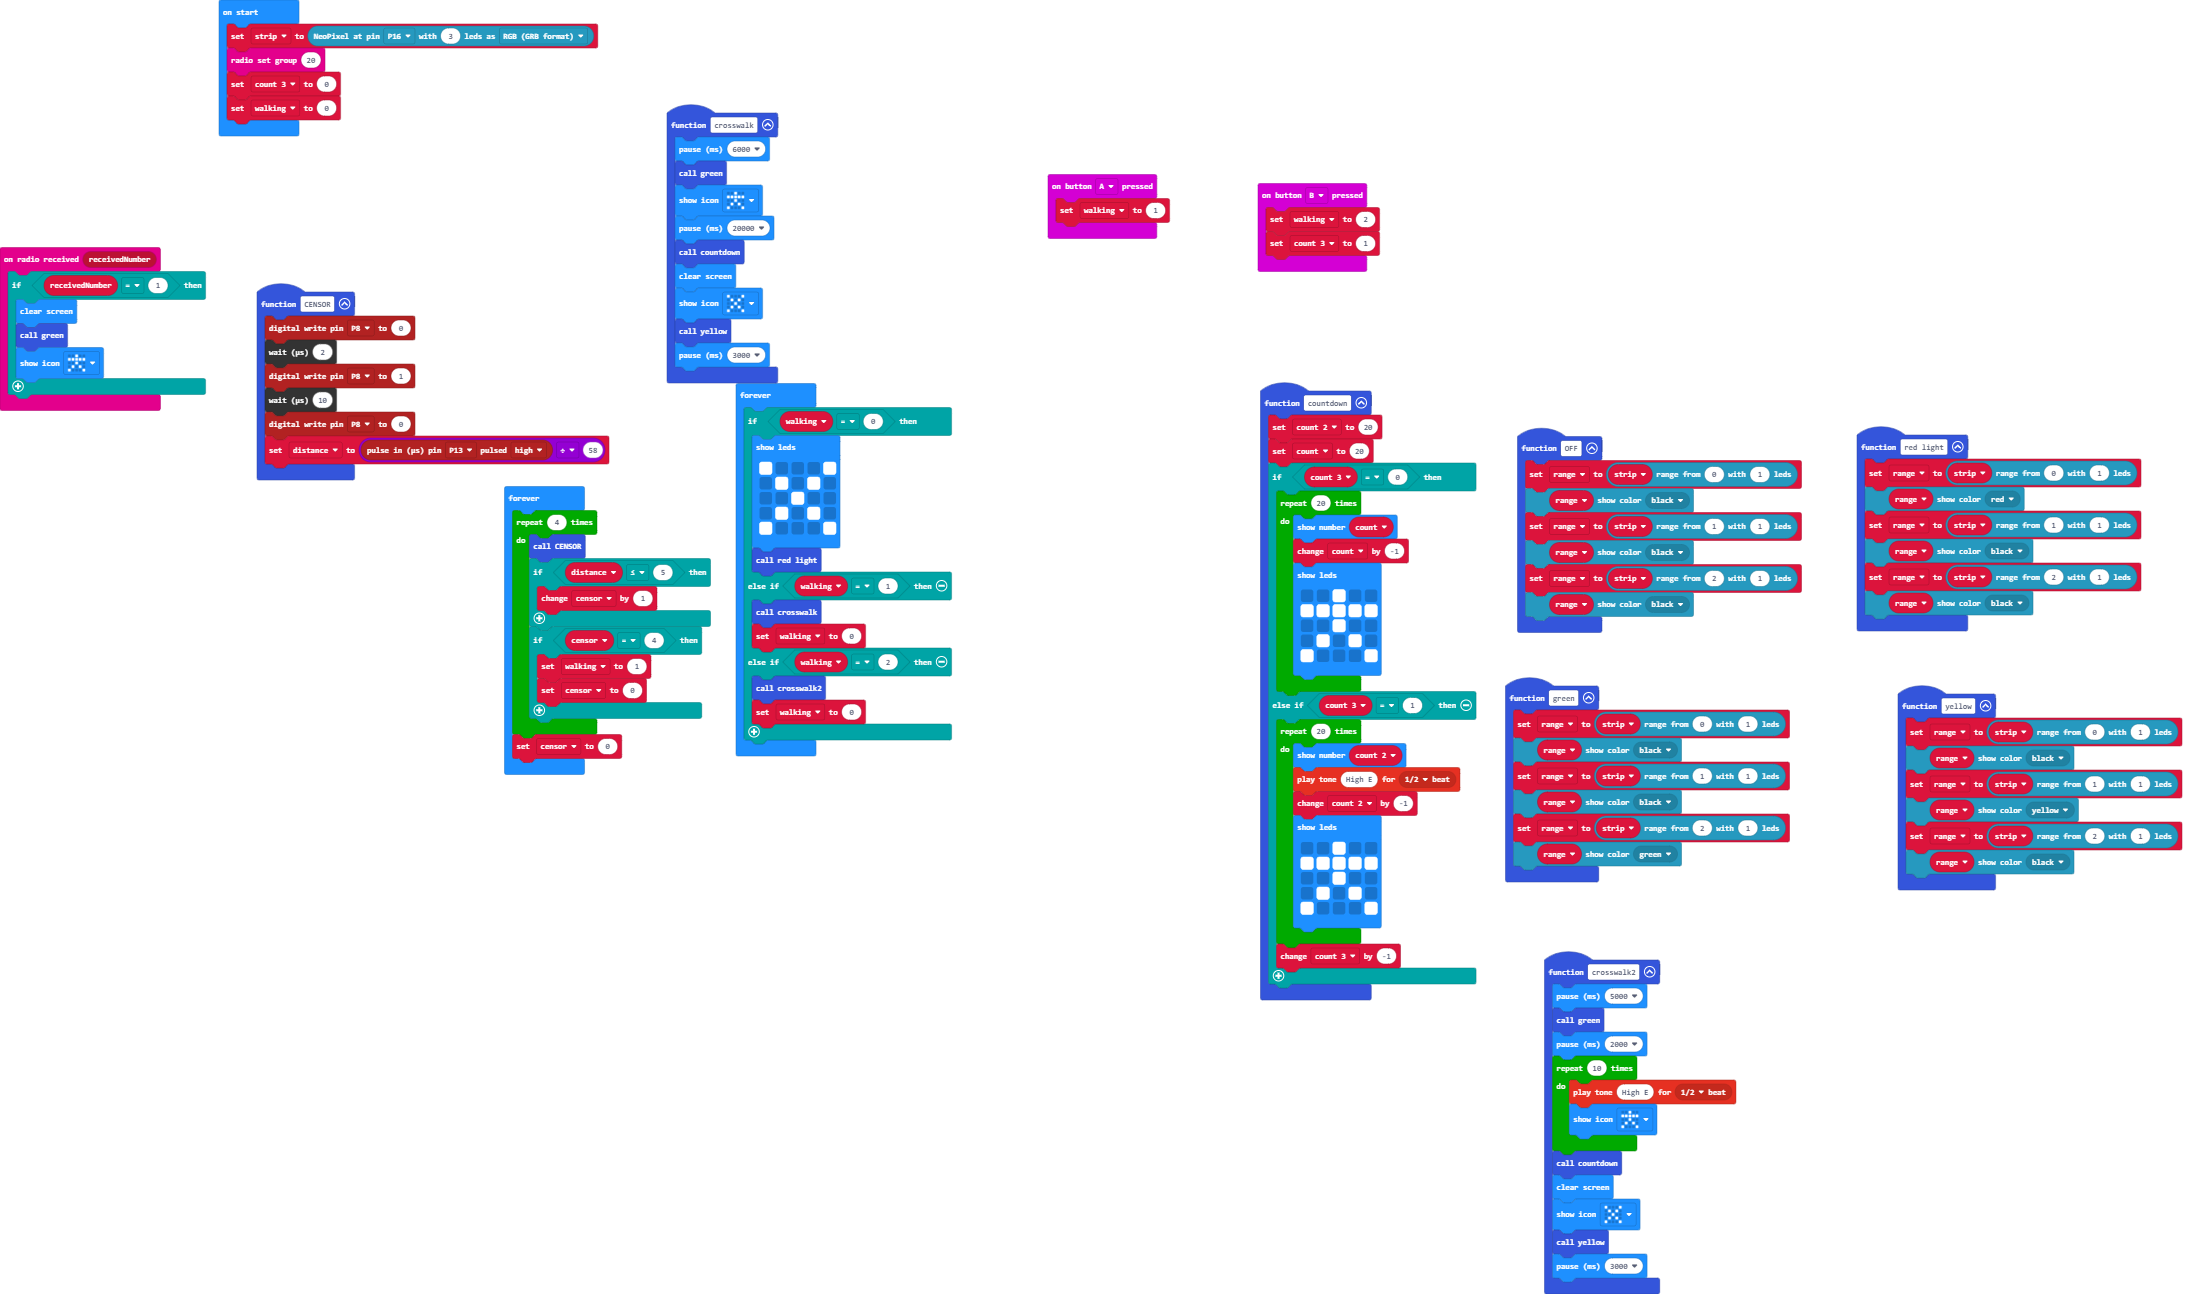 on start
set strip to NeoPixel at pin P16 with 3 leds as RGB (GRB format)
radio set group 20
set count 3 to 0
set walking to 0
on radio received receivedNumber
if receivedNumber = 1 then
clear screen
call green
show icon
function CENSOR
digital write pin P8 to 0
wait (µs) 2
digital write pin P8 to 1
wait (µs) 10
digital write pin P8 to 0
set distance to pulse in (µs) pin P13 pulsed high ÷ 58
forever
repeat 4 times
do call CENSOR
if distance ≤ 5 then
change censor by 1
if censor = 4 then
set walking to 1
set censor to 0
set censor to 0
function crosswalk
pause (ms) 6000
call green
show icon
pause (ms) 20000
call countdown
clear screen
show icon
call yellow
pause (ms) 3000
forever
if walking = 0 then
show leds
call red light
else if walking = 1 then
call crosswalk
set walking to 0
else if walking = 2 then
call crosswalk2
set walking to 0
on button A pressed
set walking to 1
on button B pressed
set walking to 2
set count 3 to 1
function countdown
set count 2 to 20
set count to 20
if count 3 = 0 then
repeat 20 times
do show number count
change count by -1
show leds
else if count 3 = 1 then
repeat 20 times
do show number count 2
play tone High E for 1/2 beat
change count 2 by -1
show leds
change count 3 by -1
function OFF
set range to strip range from 0 with 1 leds
range show color black
set range to strip range from 1 with 1 leds
range show color black
set range to strip range from 2 with 1 leds
range show color black
function red light
set range to strip range from 0 with 1 leds
range show color red
set range to strip range from 1 with 1 leds
range show color black
set range to strip range from 2 with 1 leds
range show color black
function green
set range to strip range from 0 with 1 leds
range show color black
set range to strip range from 1 with 1 leds
range show color black
set range to strip range from 2 with 1 leds
range show color green
function yellow
set range to strip range from 0 with 1 leds
range show color black
set range to strip range from 1 with 1 leds
range show color yellow
set range to strip range from 2 with 1 leds
range show color black
function crosswalk2
pause (ms) 5000
call green
pause (ms) 2000
repeat 10 times
do play tone High E for 1/2 beat
show icon
call countdown
clear screen
show icon
call yellow
pause (ms) 3000